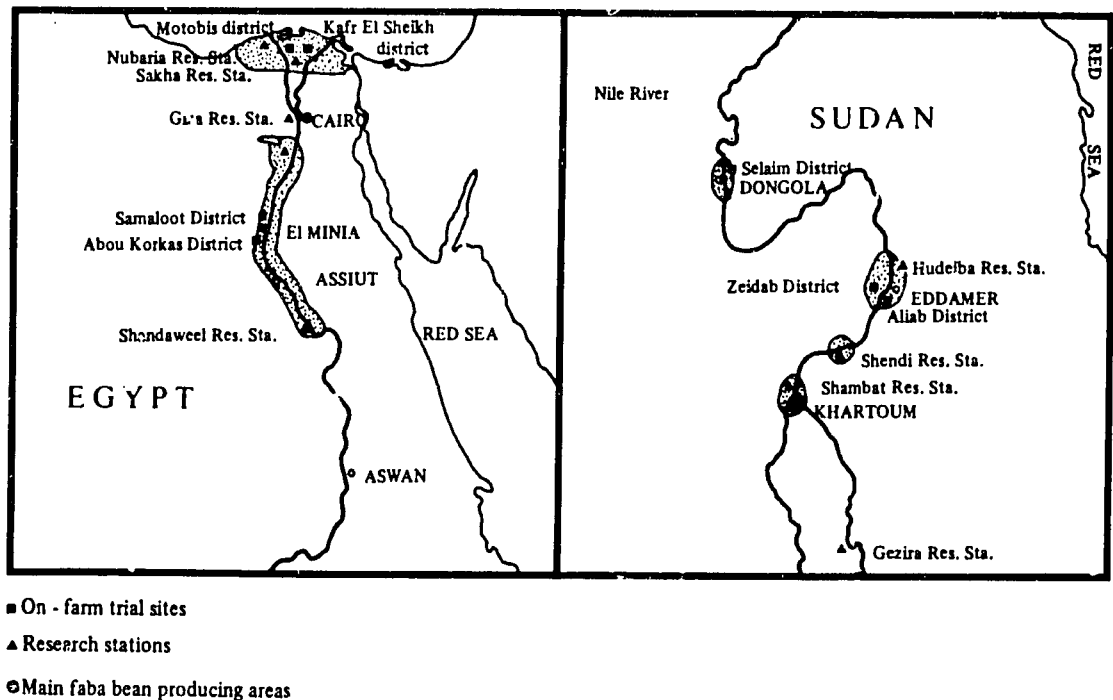 Motobis district
Kafr El Sheikh
district
Nubaria Res. Sta.
Sakha Res. Sta.
Res. Sta.
CAIRO
Samaloot District
Abou Korkas District
El MINIA
ASSIUT
Shandaweel Res. Sta.
RED SEA
EGYPT
ASWAN
Nile River
SUDAN
RED
SEA
Selaim District
DONGOLA
Hudeiba Res. Sta.
Zeidab District
EDDAMER
Aliab District
Shendi Res. Sta.
Shambat Res. Sta.
KHARTOUM
Gezira Res. Sta.
On - farm trial sites
Research stations
Main faba bean producing areas